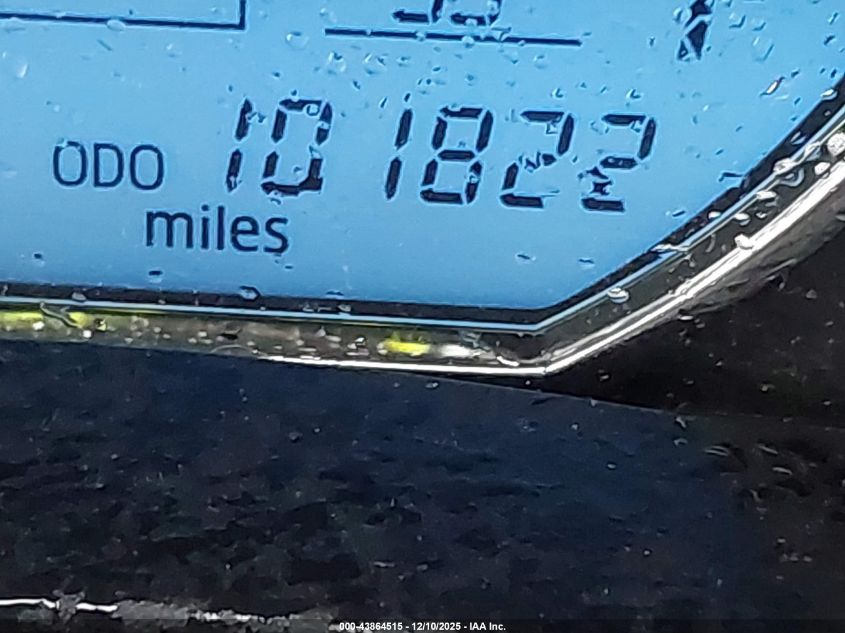 ODO 101822
miles
000-43864515 - 12/10/2025 - IAA Inc.